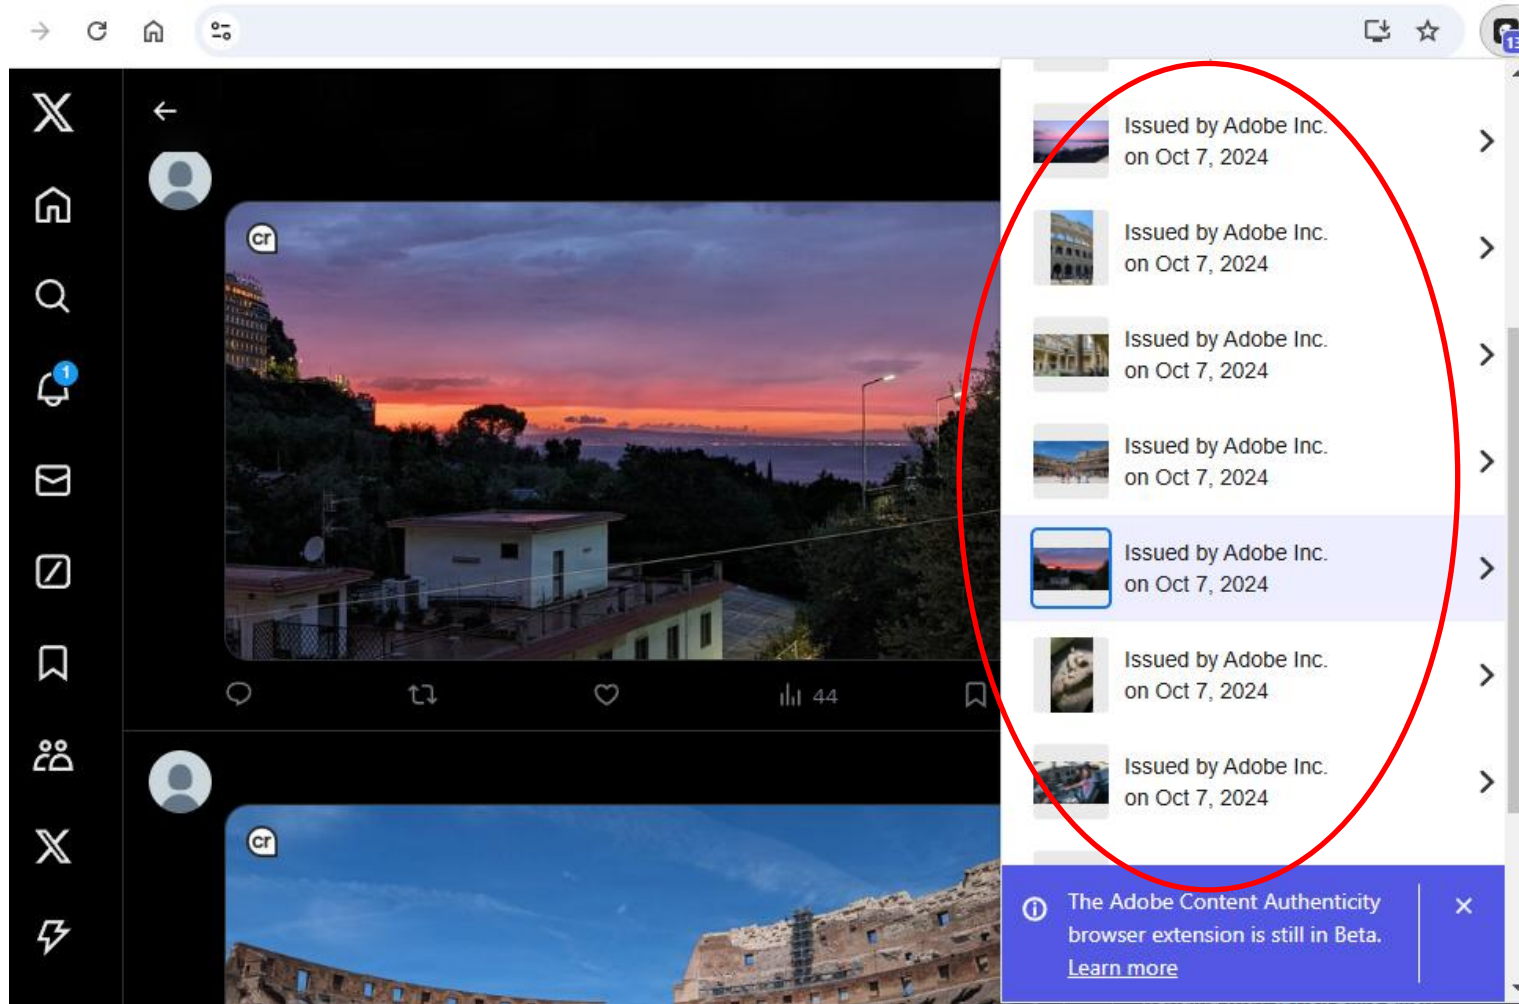 13
Issued by Adobe Inc.
on Oct 7, 2024
Issued by Adobe Inc.
on Oct 7, 2024
Issued by Adobe Inc.
on Oct 7, 2024
Issued by Adobe Inc.
on Oct 7, 2024
Issued by Adobe Inc.
on Oct 7, 2024
Issued by Adobe Inc.
on Oct 7, 2024
Issued by Adobe Inc.
on Oct 7, 2024
cr
1
44
cr
The Adobe Content Authenticity
browser extension is still in Beta.
Learn more